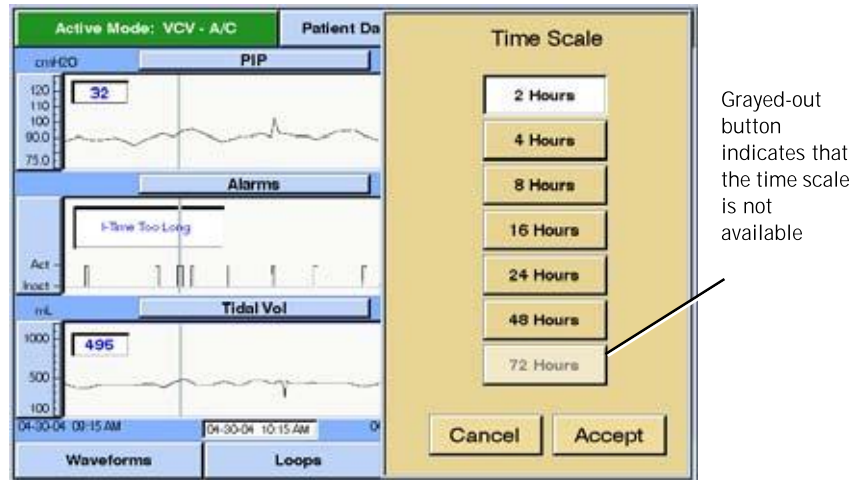 Active Mode: VCV - A/C
Patient Da
cmH2O
PIP
120
110
100
90.0
75.0
32
Alarms
I-Time Too Long
Act
Inact
mL
Tidal Vol
1000
500
100
496
04-30-04 09:15 AM
04-30-04 10:15 AM
Waveforms
Loops
Time Scale
2 Hours
4 Hours
8 Hours
16 Hours
24 Hours
48 Hours
72 Hours
Cancel
Accept
Grayed-out
button
indicates that
the time scale
is not
available